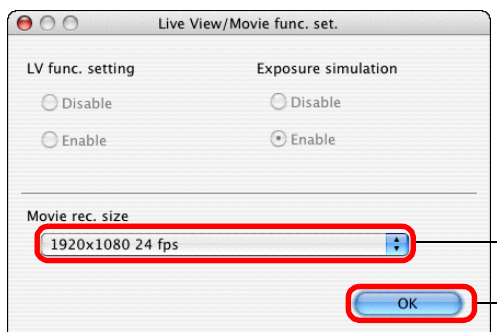 Live View/Movie func. set.
LV func. setting
Exposure simulation
Disable
Disable
Enable
Enable
Movie rec. size
1920x1080 24 fps
OK